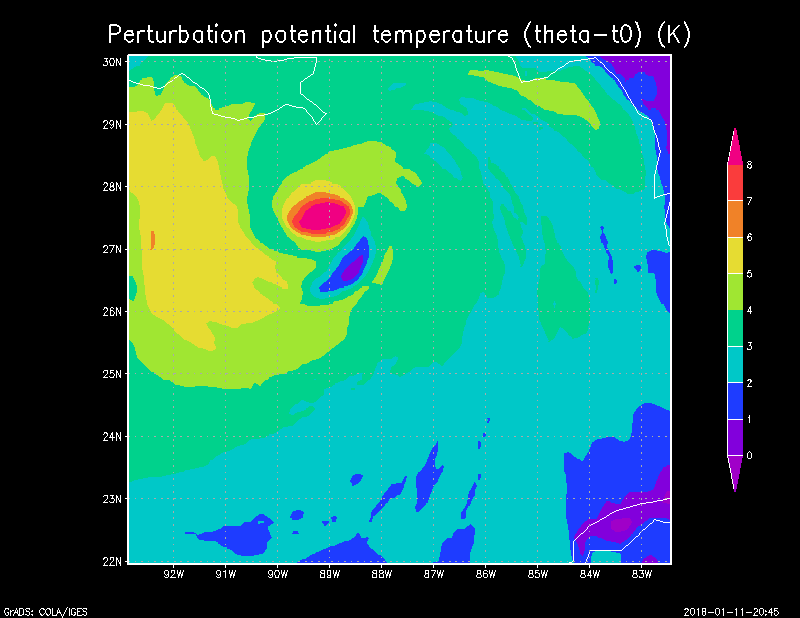 Perturbation potential temperature (theta-t0) (K)
30N
29N
28N
27N
26N
25N
24N
23N
22N
92W 91W 90W 89W 88W 87W 86W 85W 84W 83W
8
7
6
5
4
3
2
1
0
GrADS: COLA/IGES
2018-01-11-20:45